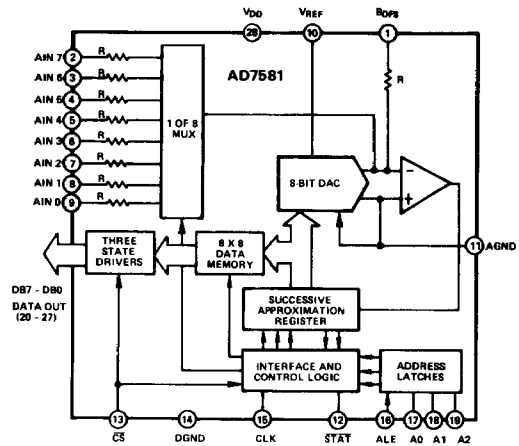 VDD VREF BOFS
28 10 1
AD7581
AIN 7 2 R
AIN 6 3 R
AIN 5 4 R
AIN 4 5 R
AIN 3 6 R
AIN 2 7 R
AIN 1 8 R
AIN 0 9 R
1 OF 8
MUX
R
8-BIT DAC
−
+
11 AGND
THREE
STATE
DRIVERS
8 X 8
DATA
MEMORY
DB7 - DB0
DATA OUT
(20 - 27)
SUCCESSIVE
APPROXIMATION
REGISTER
INTERFACE AND
CONTROL LOGIC
ADDRESS
LATCHES
13 14 15 12 16 17 18 19
CS DGND CLK STAT ALE A0 A1 A2